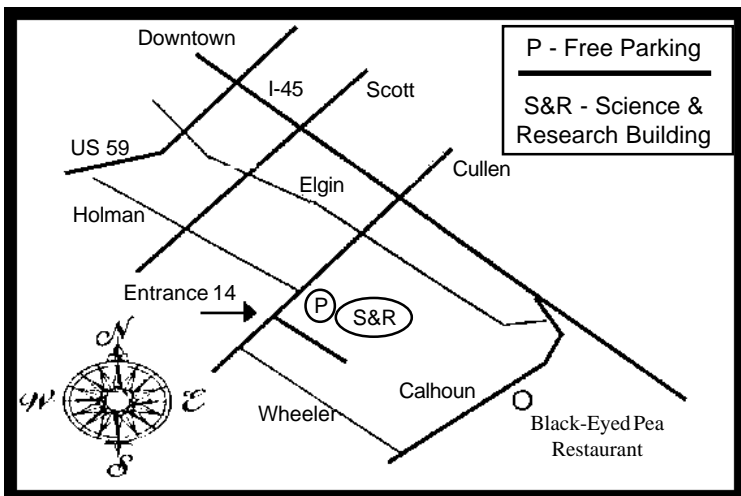 Downtown
P - Free Parking
S&R - Science &
Research Building
I-45
Scott
US 59
Cullen
Elgin
Holman
Entrance 14
P
S&R
N
W
E
S
Calhoun
Wheeler
Black-Eyed Pea
Restaurant